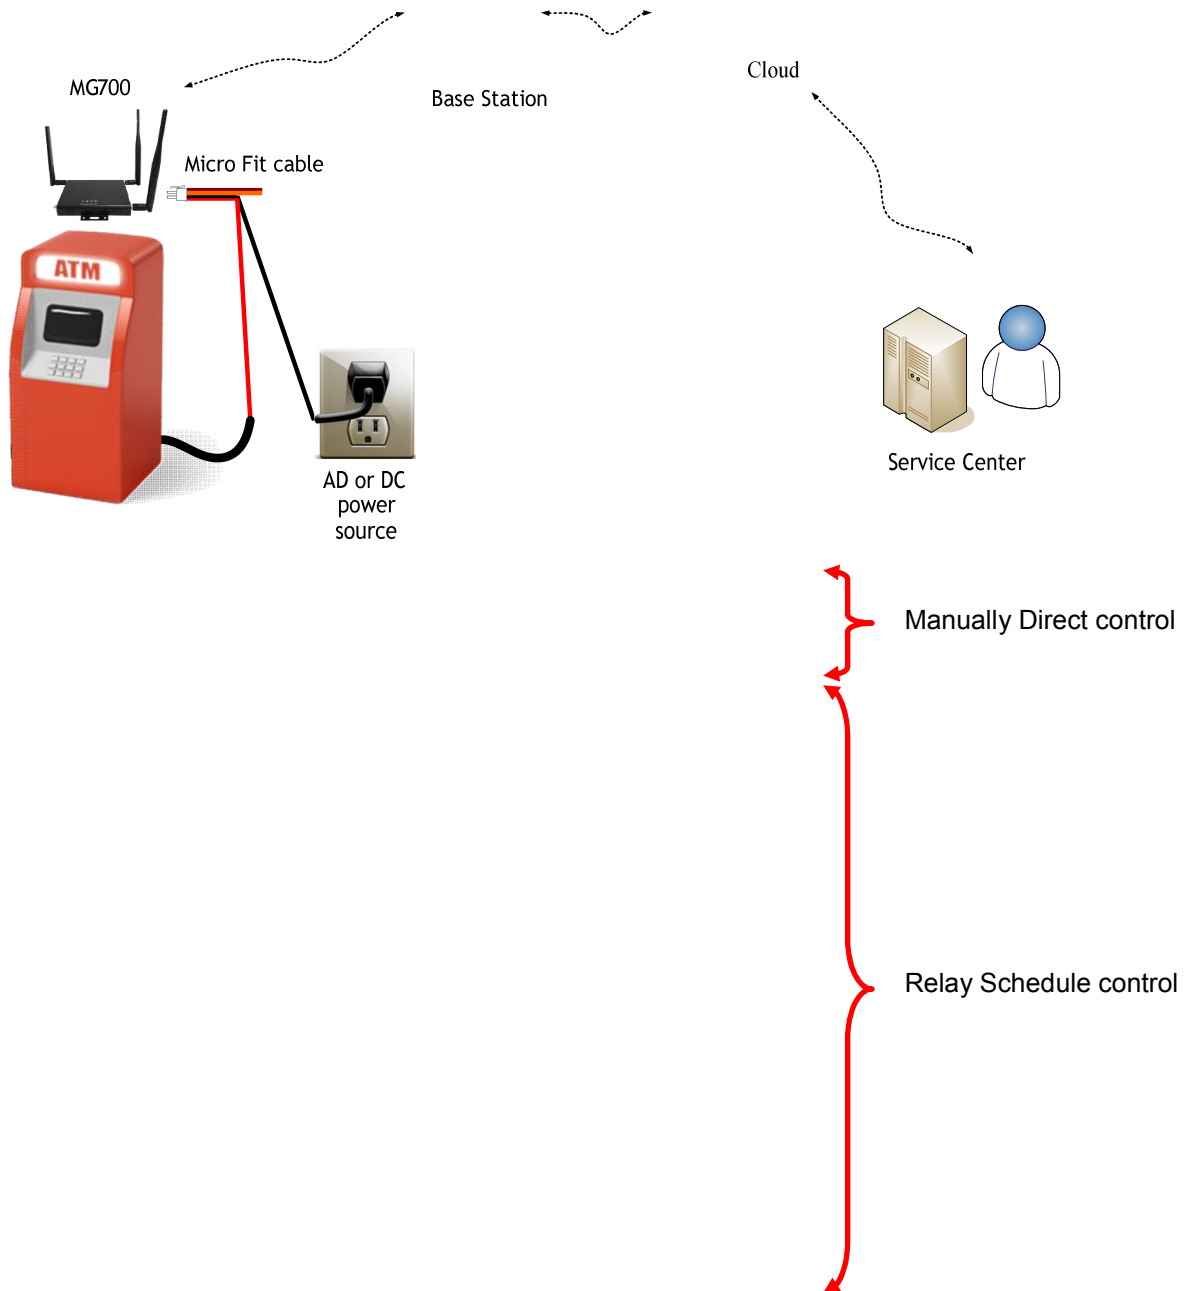 MG700
Base Station
Cloud
Micro Fit cable
ATM
AD or DC
power
source
Service Center
Manually Direct control
Relay Schedule control